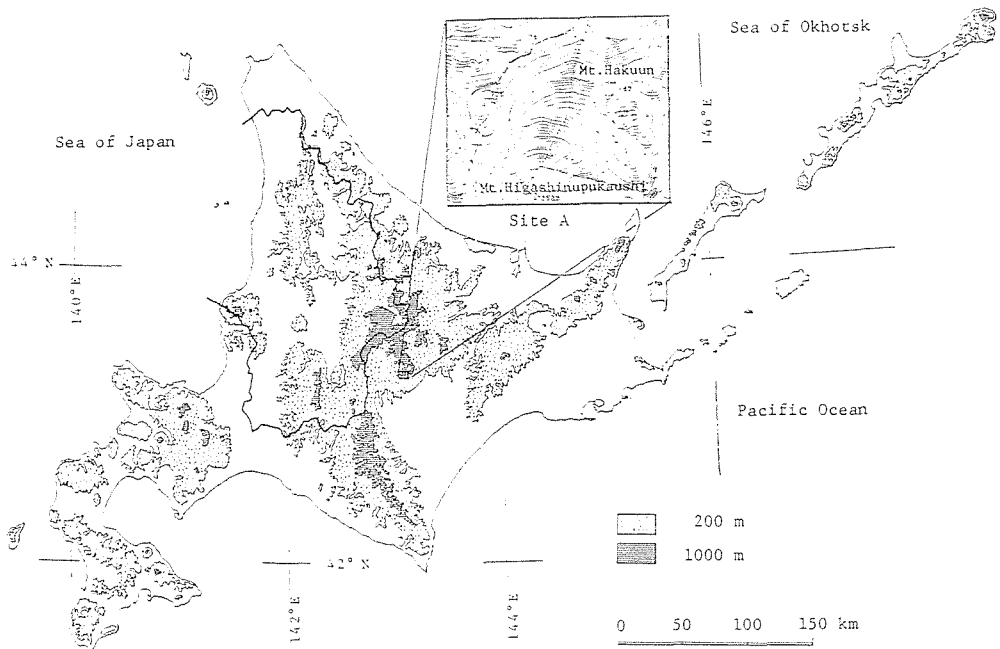 Sea of Okhotsk
Mt.Hakuun
146°E
Sea of Japan
Mt.Higashinupukaushi
Site A
44° N
140°E
Pacific Ocean
200 m
1000 m
42° N
142°E
144°E
0 50 100 150 km